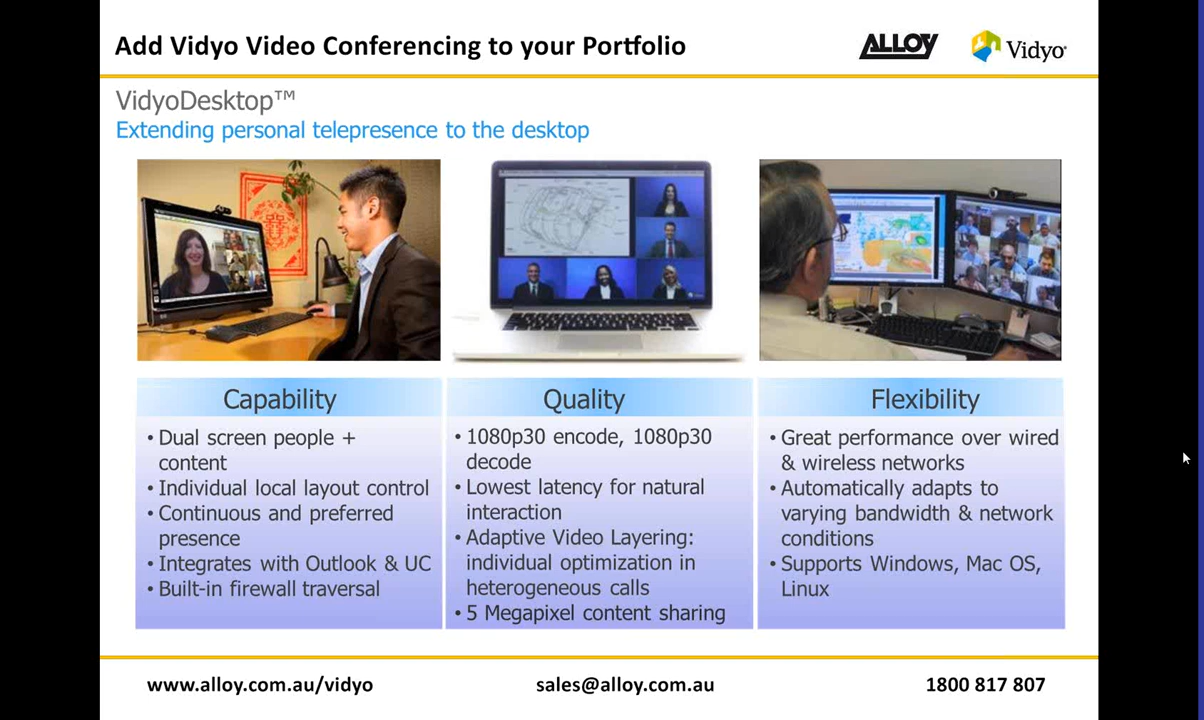 Add Vidyo Video Conferencing to your Portfolio
ALLOY
Vidyo
VidyoDesktop™
Extending personal telepresence to the desktop
Capability
• Dual screen people +
content
• Individual local layout control
• Continuous and preferred
presence
• Integrates with Outlook & UC
• Built-in firewall traversal
Quality
• 1080p30 encode, 1080p30
decode
• Lowest latency for natural
interaction
• Adaptive Video Layering:
individual optimization in
heterogeneous calls
• 5 Megapixel content sharing
Flexibility
• Great performance over wired
& wireless networks
• Automatically adapts to
varying bandwidth & network
conditions
• Supports Windows, Mac OS,
Linux
www.alloy.com.au/vidyo
sales@alloy.com.au
1800 817 807